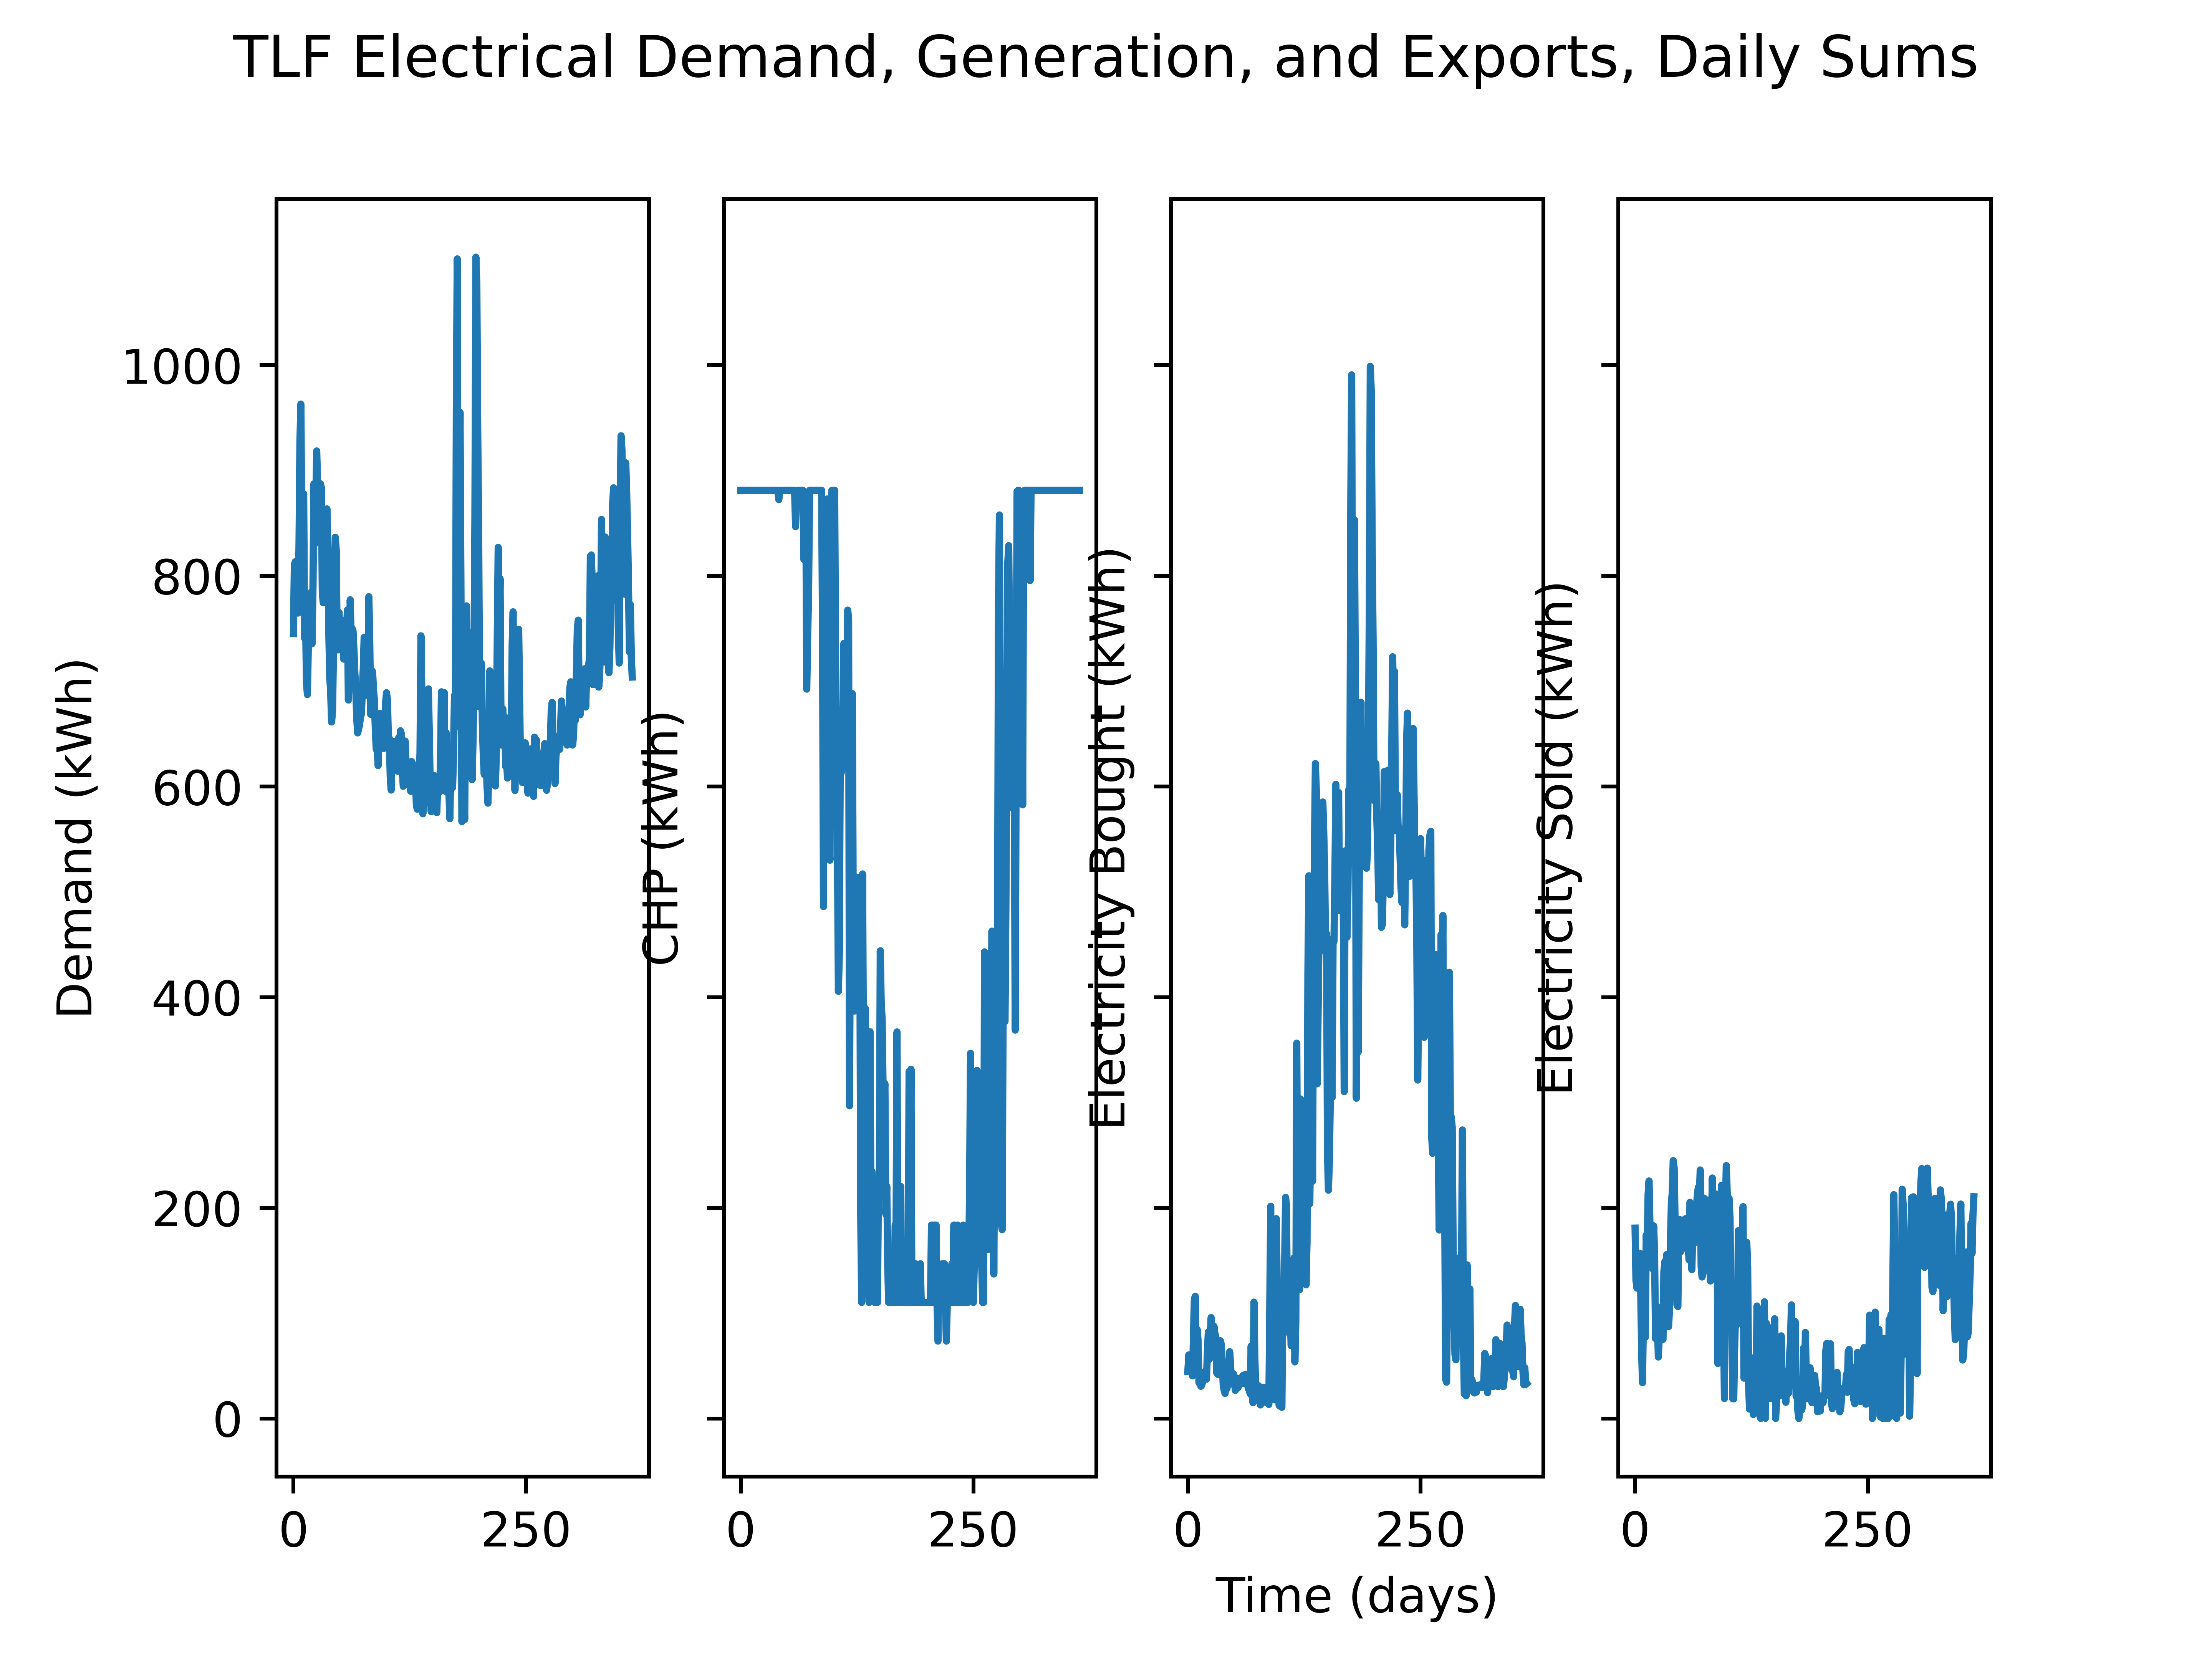 TLF Electrical Demand, Generation, and Exports, Daily Sums
Demand (kWh)
1000
800
600
400
200
0
0 250
CHP (kWh)
0 250
Electricity Bought (kWh)
0 250
Electricity Sold (kWh)
0 250
Time (days)